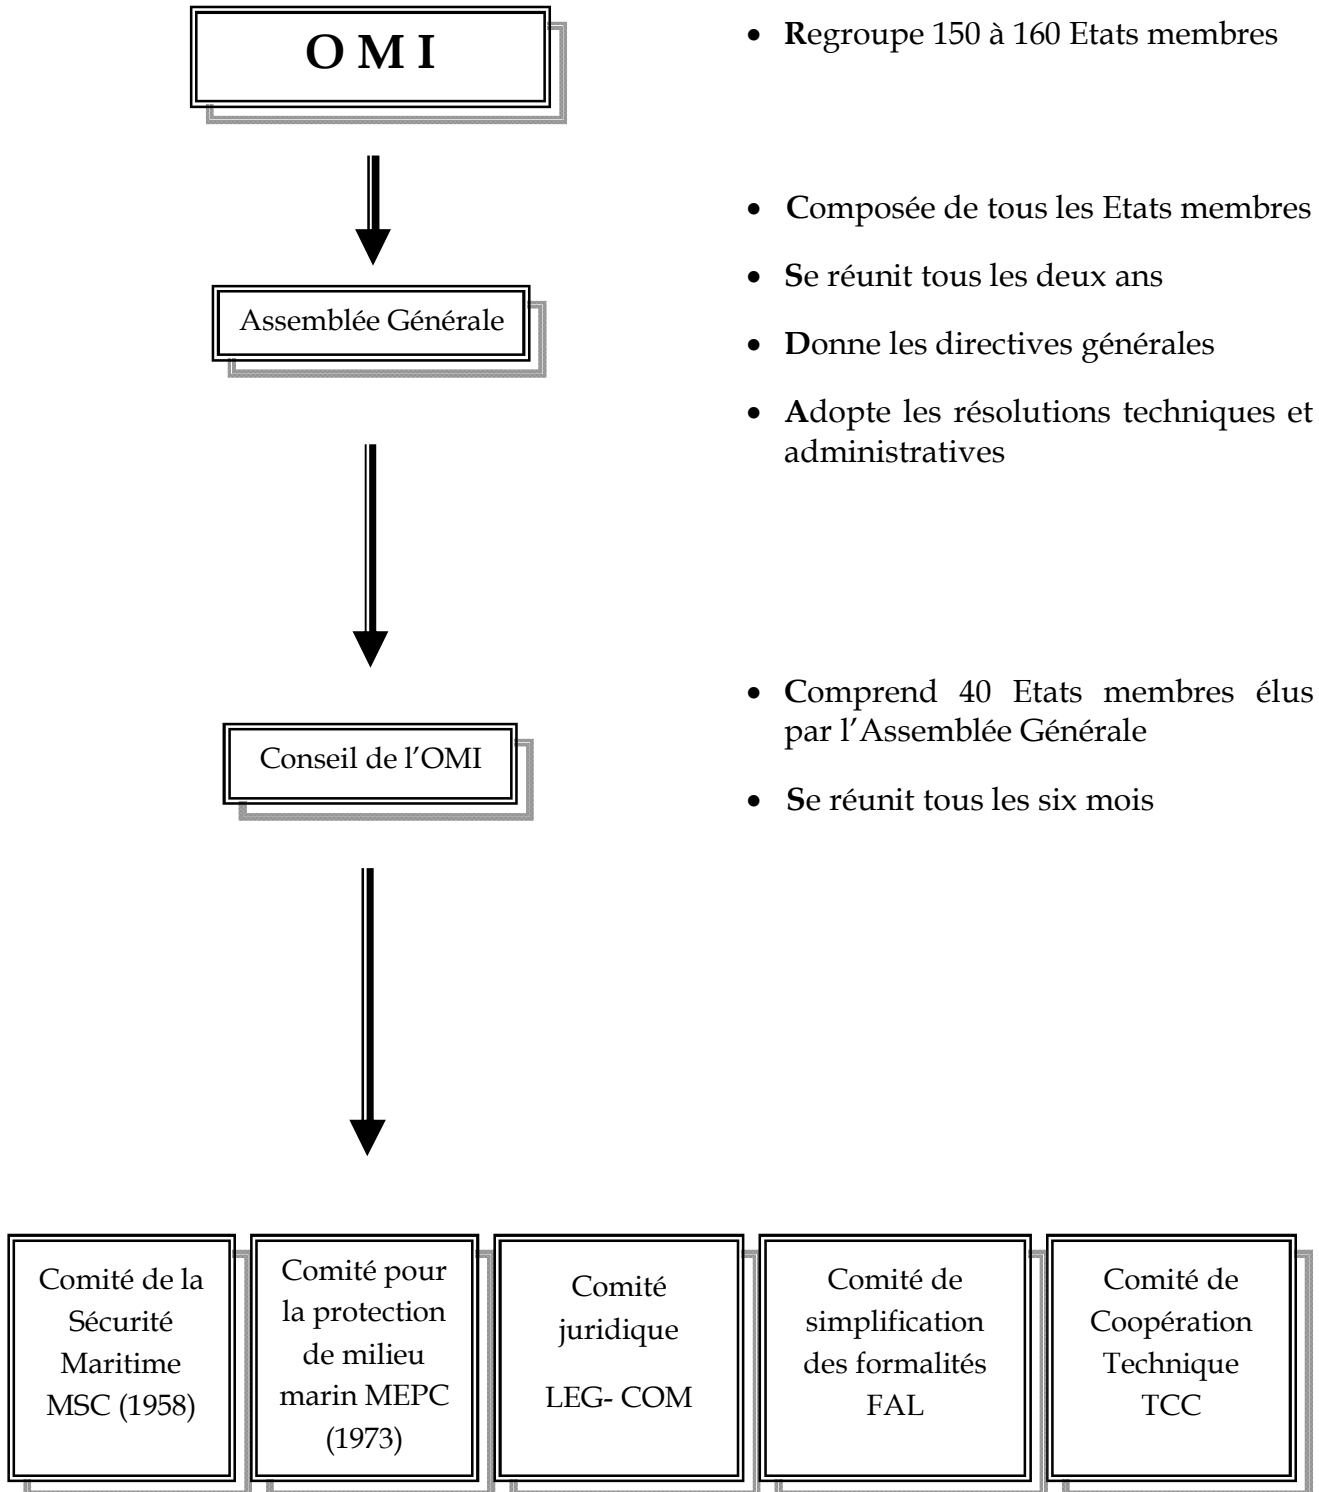 O M I
• Regroupe 150 à 160 Etats membres
• Composée de tous les Etats membres
• Se réunit tous les deux ans
Assemblée Générale
• Donne les directives générales
• Adopte les résolutions techniques et
administratives
• Comprend 40 Etats membres élus
par l’Assemblée Générale
Conseil de l’OMI
• Se réunit tous les six mois
Comité de la
Sécurité
Maritime
MSC (1958)
Comité pour
la protection
de milieu
marin MEPC
(1973)
Comité
juridique
LEG- COM
Comité de
simplification
des formalités
FAL
Comité de
Coopération
Technique
TCC